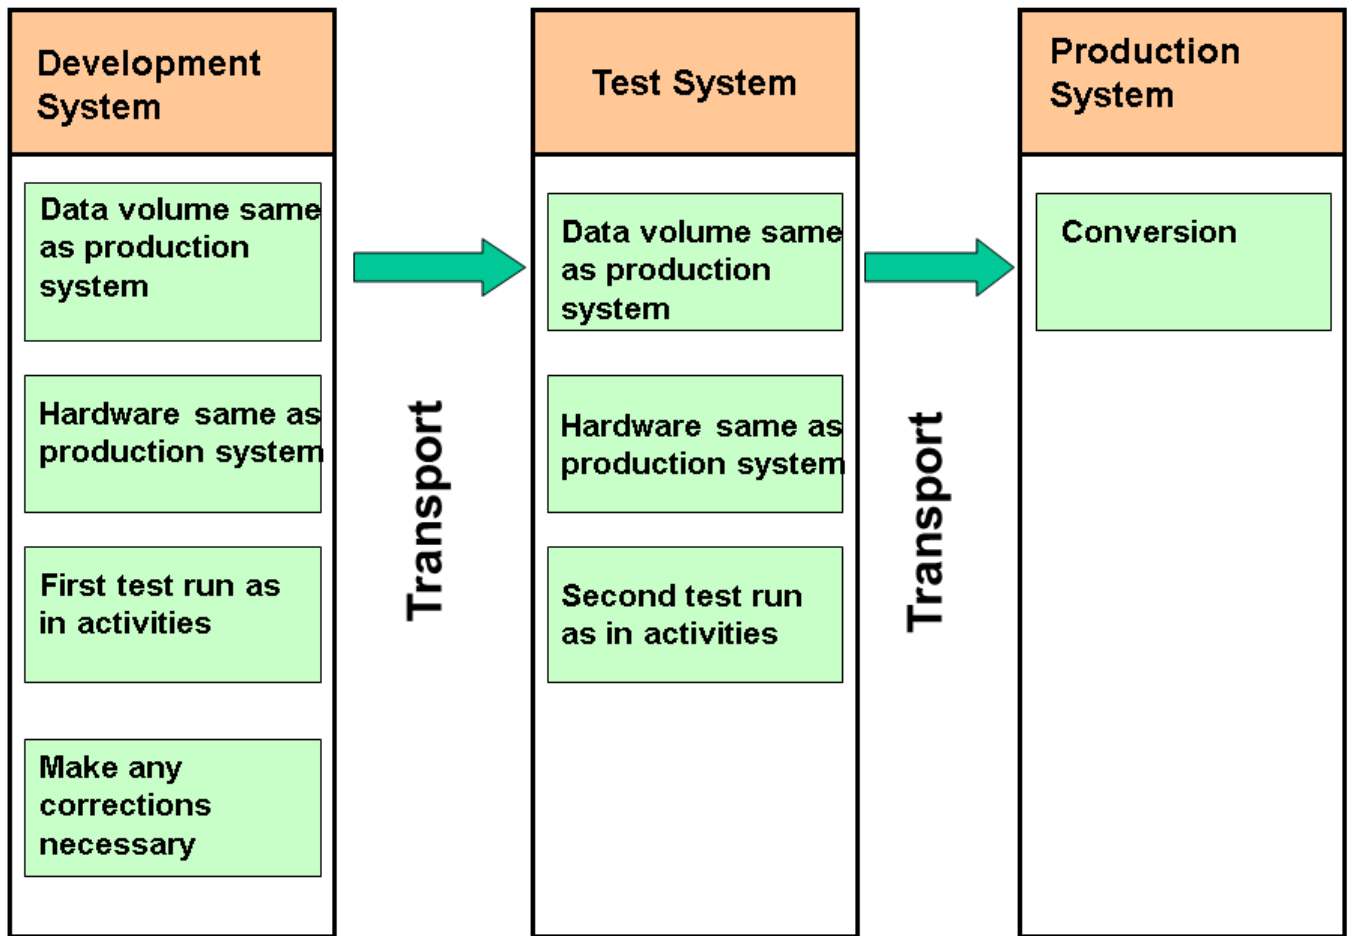 Development
System
Data volume same
as production
system
Hardware same as
production system
First test run as
in activities
Make any
corrections
necessary
Transport
Test System
Data volume same
as production
system
Hardware same as
production system
Second test run
as in activities
Transport
Production
System
Conversion